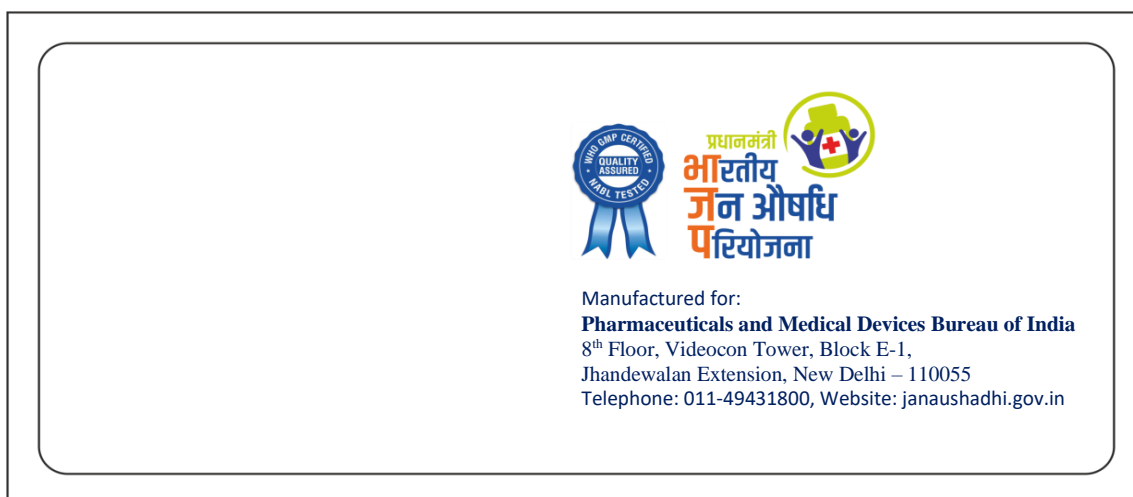 WHO GMP CERTIFIED
QUALITY
ASSURED
NABL TESTED
प्रधानमंत्री
भारतीय
जन औषधि
परियोजना
Manufactured for:
Pharmaceuticals and Medical Devices Bureau of India
8th Floor, Videocon Tower, Block E-1,
Jhandewalan Extension, New Delhi – 110055
Telephone: 011-49431800, Website: janaushadhi.gov.in